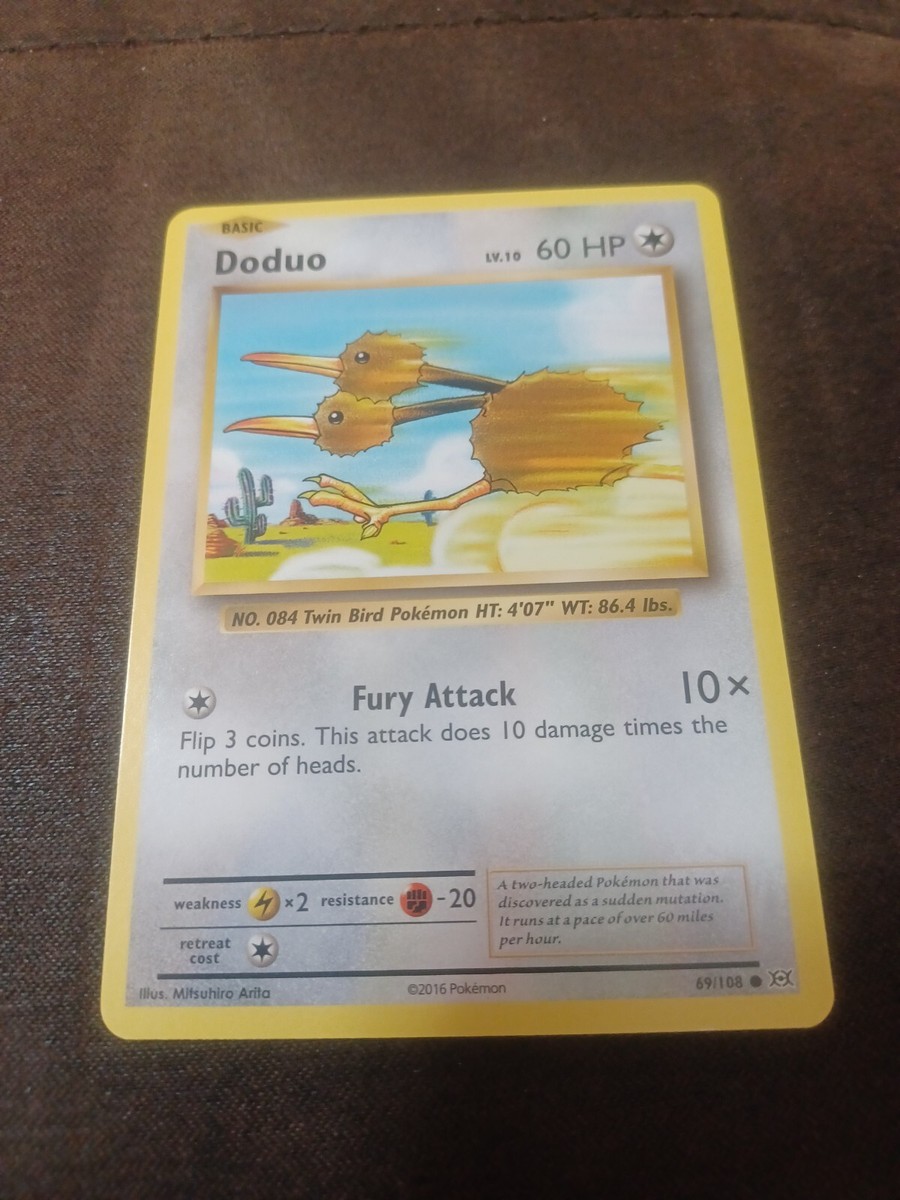 BASIC
Doduo LV.10 60 HP
NO. 084 Twin Bird Pokémon HT: 4'07" WT: 86.4 lbs.
Fury Attack 10×
Flip 3 coins. This attack does 10 damage times the
number of heads.
weakness ×2 resistance -20
retreat
cost
A two-headed Pokémon that was
discovered as a sudden mutation.
It runs at a pace of over 60 miles
per hour.
Illus. Mitsuhiro Arita ©2016 Pokémon 69/108